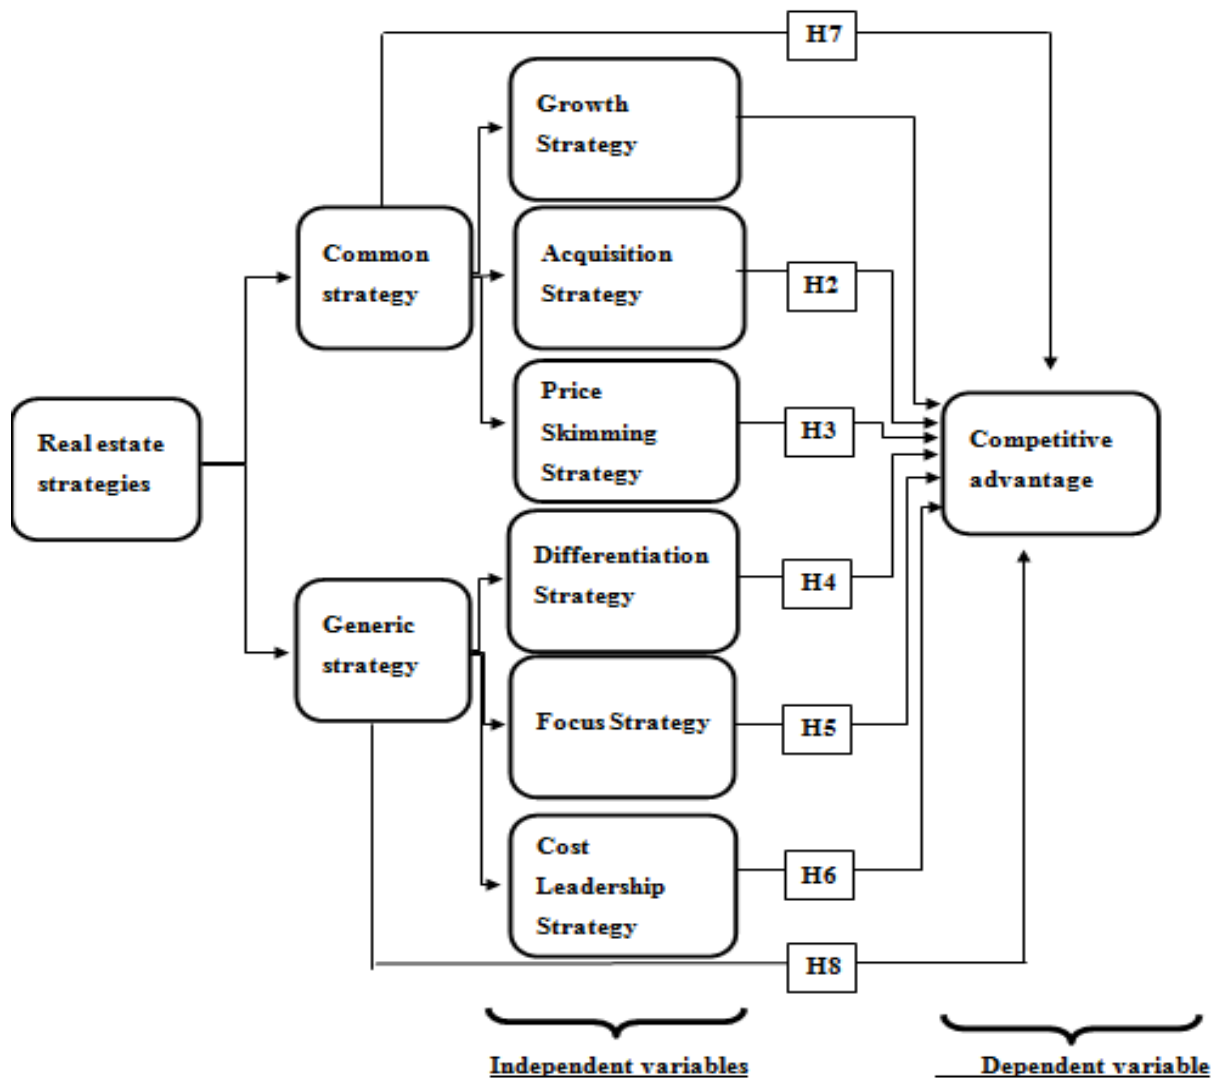 H7
Growth
Strategy
Common
strategy
Acquisition
Strategy
H2
Price
Skimming
Strategy
H3
Real estate
strategies
Competitive
advantage
Differentiation
Strategy
H4
Generic
strategy
Focus Strategy
H5
Cost
Leadership
Strategy
H6
H8
Independent variables
Dependent variable